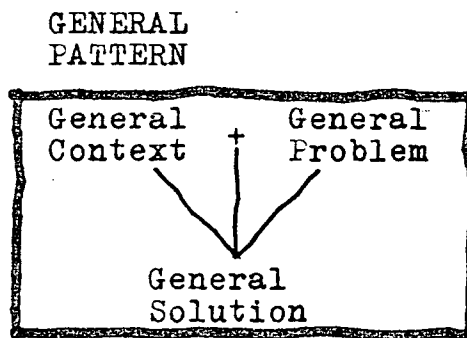 GENERAL
PATTERN
General + General
Context Problem
General
Solution